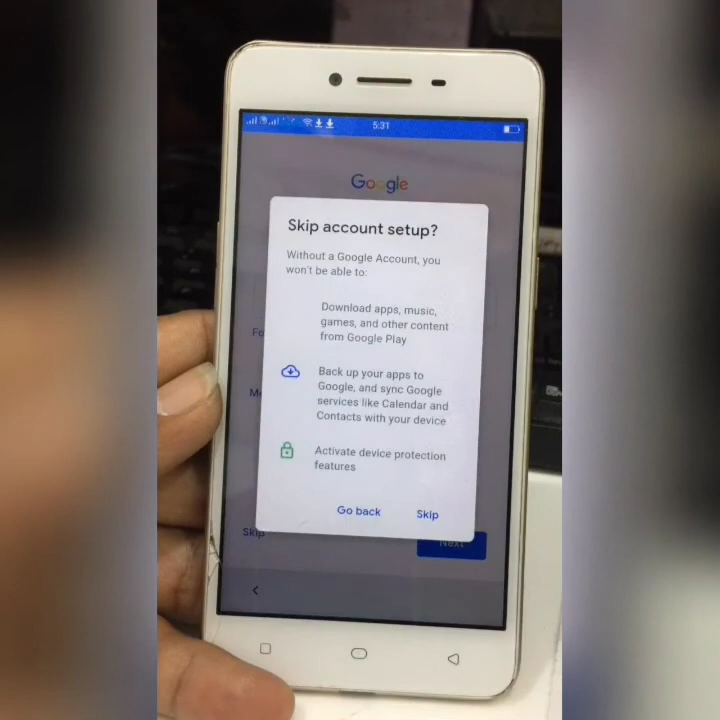 5:31
Google
Skip account setup?
Without a Google Account, you
won't be able to:
Download apps, music,
games, and other content
from Google Play
Back up your apps to
Google, and sync Google
services like Calendar and
Contacts with your device
Activate device protection
features
Go back Skip
Skip Next